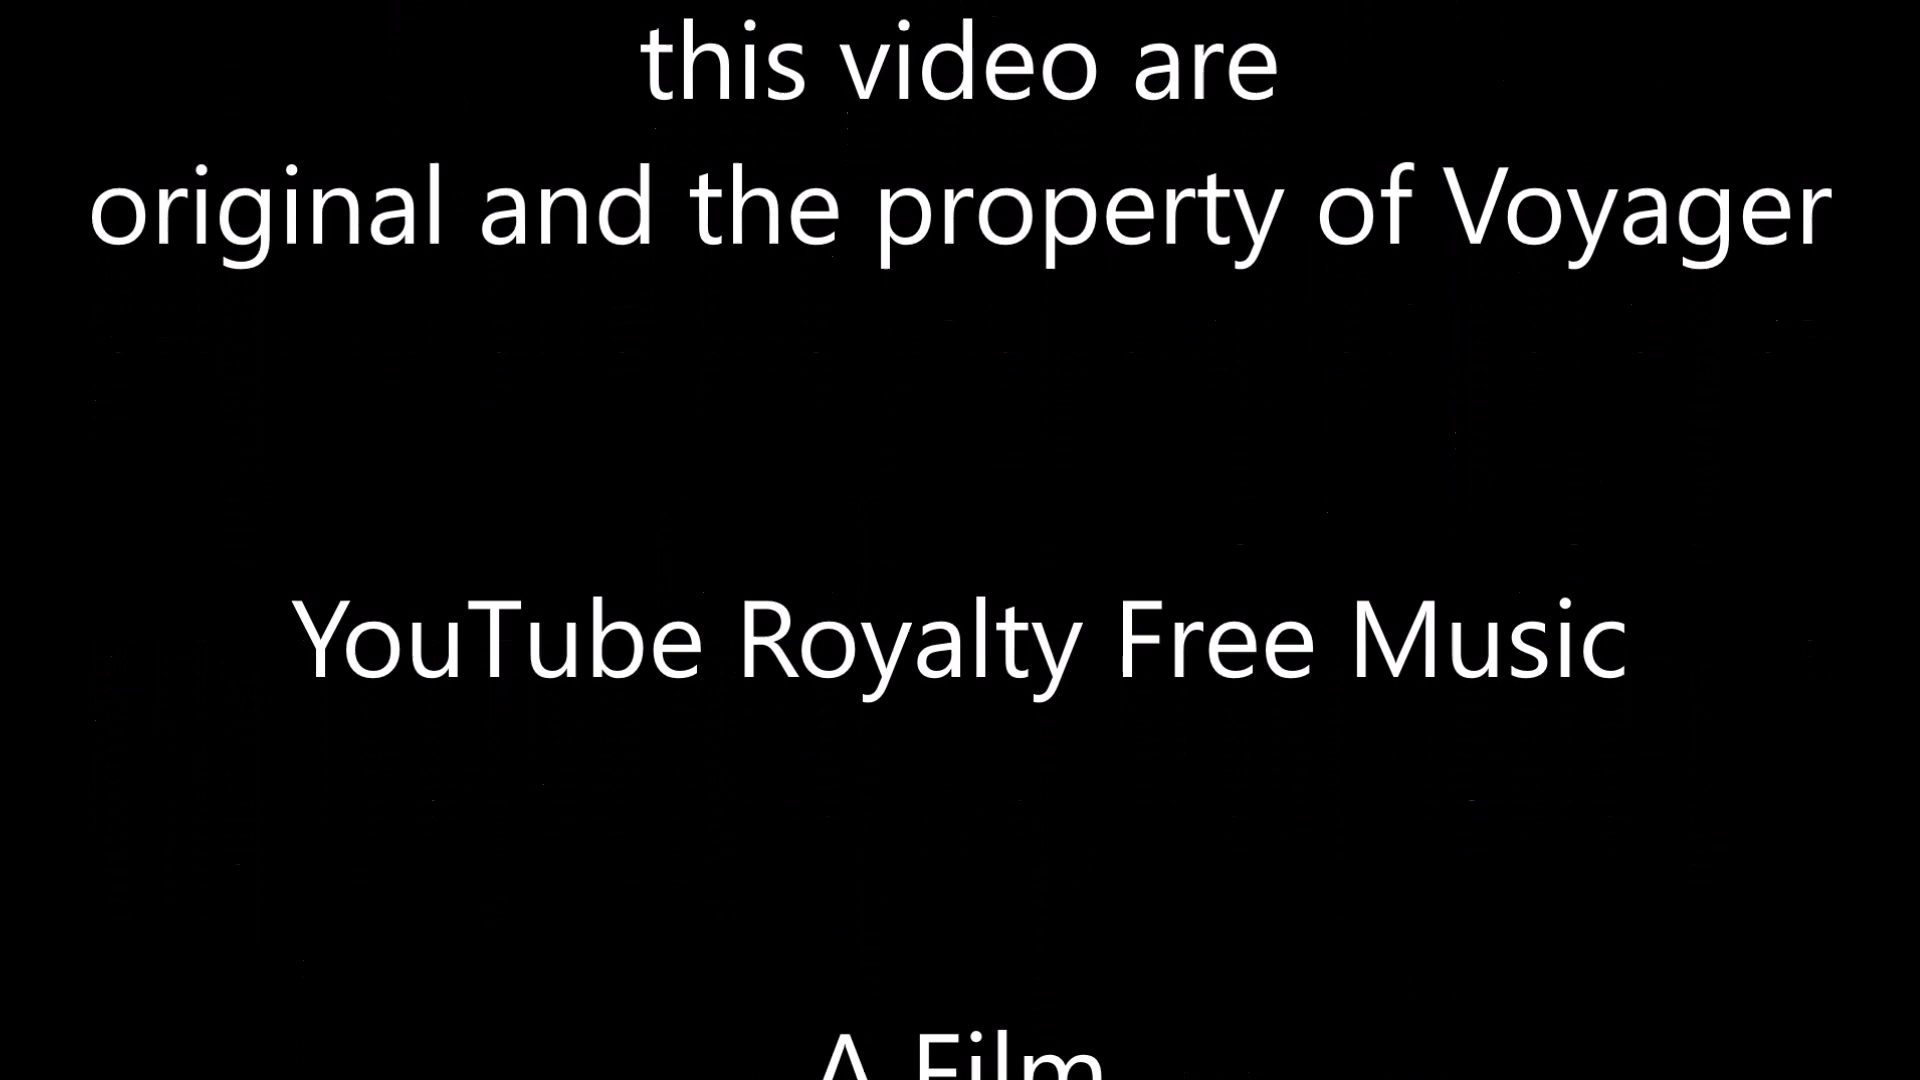 this video are
original and the property of Voyager
YouTube Royalty Free Music
A Film